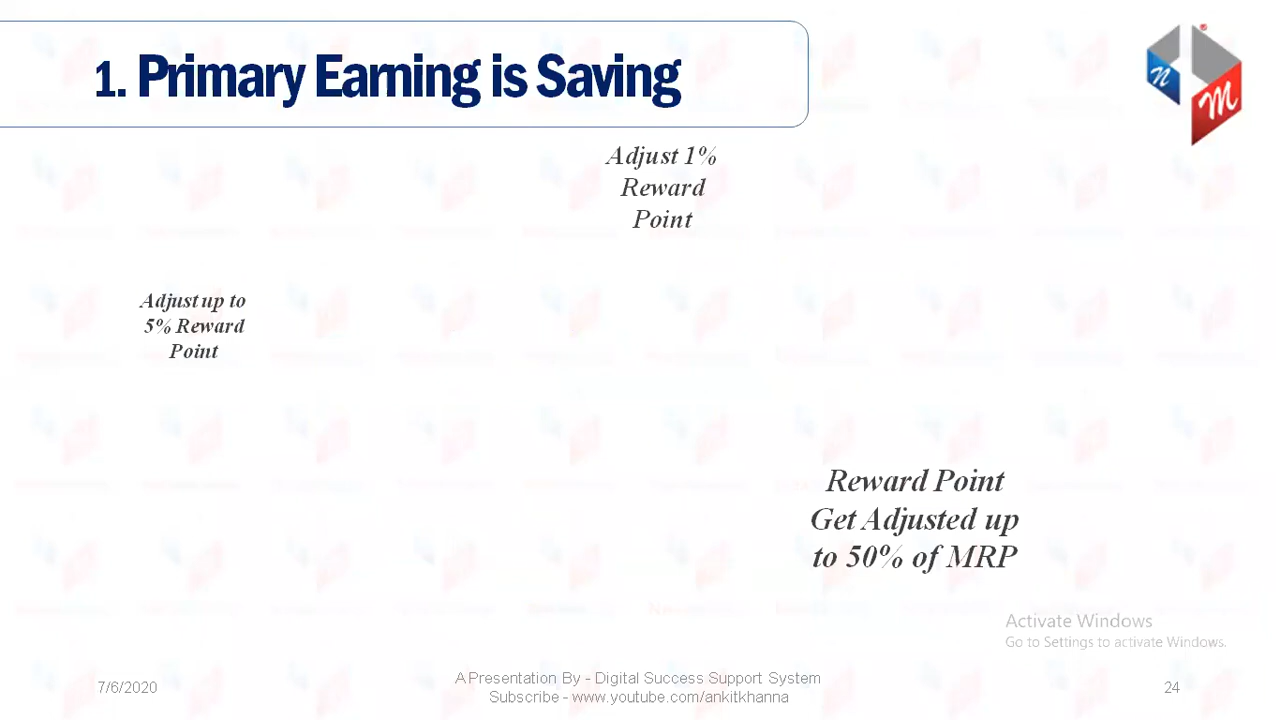 1. Primary Earning is Saving
n
m
Adjust 1%
Reward
Point
Adjust up to
5% Reward
Point
Reward Point
Get Adjusted up
to 50% of MRP
Activate Windows
Go to Settings to activate Windows.
7/6/2020
A Presentation By - Digital Success Support System
Subscribe - www.youtube.com/ankitkhanna
24